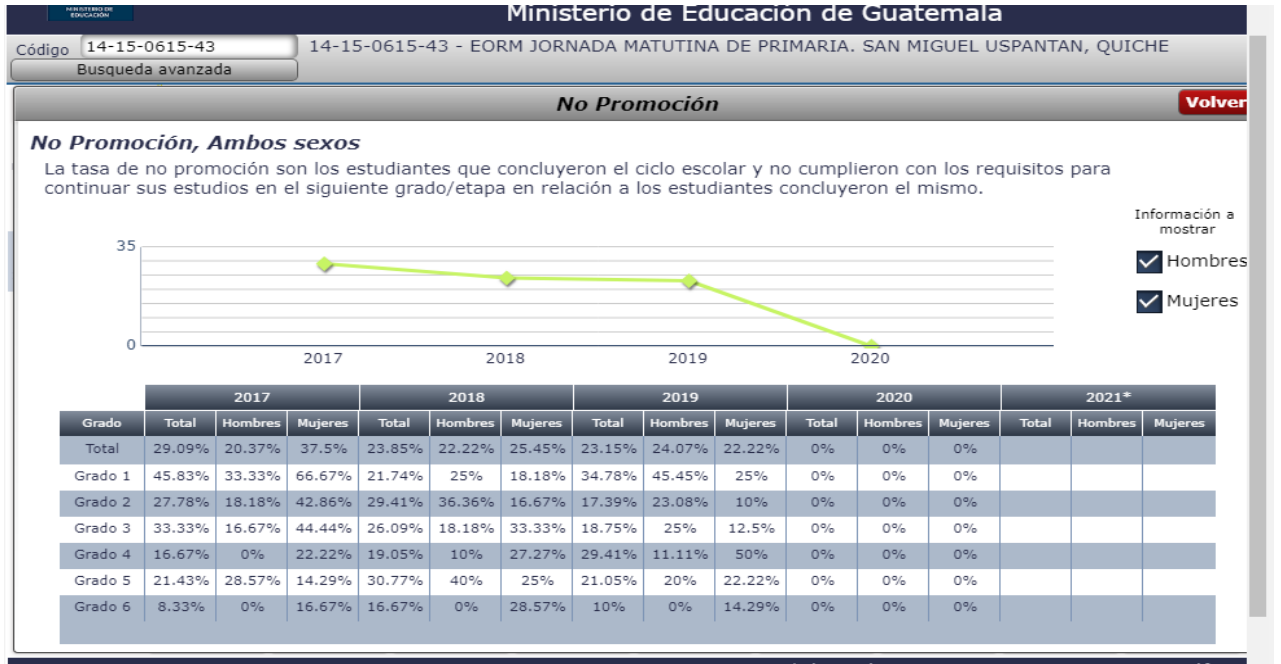 MINISTERIO DE
EDUCACIÓN
Ministerio de Educación de Guatemala
Código 14-15-0615-43 14-15-0615-43 - EORM JORNADA MATUTINA DE PRIMARIA. SAN MIGUEL USPANTAN, QUICHE
Busqueda avanzada
No Promoción Volver
No Promoción, Ambos sexos
La tasa de no promoción son los estudiantes que concluyeron el ciclo escolar y no cumplieron con los requisitos para
continuar sus estudios en el siguiente grado/etapa en relación a los estudiantes concluyeron el mismo.
Información a
mostrar
Hombres
Mujeres
35
0
2017 2018 2019 2020
2017 2018 2019 2020 2021*
Grado Total Hombres Mujeres Total Hombres Mujeres Total Hombres Mujeres Total Hombres Mujeres Total Hombres Mujeres
Total 29.09% 20.37% 37.5% 23.85% 22.22% 25.45% 23.15% 24.07% 22.22% 0% 0% 0%
Grado 1 45.83% 33.33% 66.67% 21.74% 25% 18.18% 34.78% 45.45% 25% 0% 0% 0%
Grado 2 27.78% 18.18% 42.86% 29.41% 36.36% 16.67% 17.39% 23.08% 10% 0% 0% 0%
Grado 3 33.33% 16.67% 44.44% 26.09% 18.18% 33.33% 18.75% 25% 12.5% 0% 0% 0%
Grado 4 16.67% 0% 22.22% 19.05% 10% 27.27% 29.41% 11.11% 50% 0% 0% 0%
Grado 5 21.43% 28.57% 14.29% 30.77% 40% 25% 21.05% 20% 22.22% 0% 0% 0%
Grado 6 8.33% 0% 16.67% 16.67% 0% 28.57% 10% 0% 14.29% 0% 0% 0%